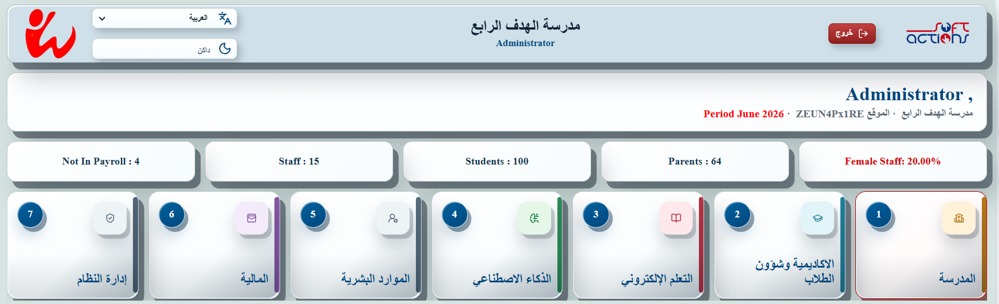 soft
actions
خروج
مدرسة الهدف الرابع
Administrator
العربية
داكن
Administrator ,
مدرسة الهدف الرابع · الموقع ZEUN4Px1RE · Period June 2026
Female Staff: 20.00%
Parents : 64
Students : 100
Staff : 15
Not In Payroll : 4
1
المدرسة
2
الاكاديمية وشؤون
الطلاب
3
التعلم الإلكتروني
4
الذكاء الاصطناعي
5
الموارد البشرية
6
المالية
7
إدارة النظام